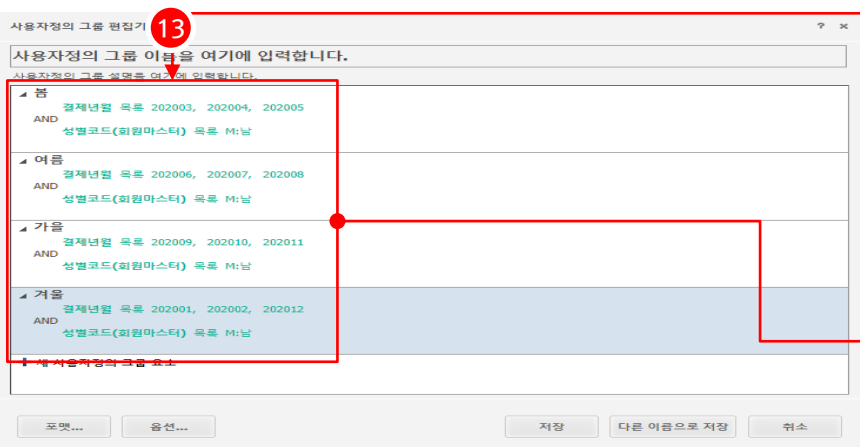 사용자정의 그룹 편집기
13
? ×
사용자정의 그룹 이름을 여기에 입력합니다.
사용자정의 그룹 설명을 여기에 입력합니다.
봄
결제년월 목록 202003, 202004, 202005
AND
성별코드(회원마스터) 목록 M:남
여름
결제년월 목록 202006, 202007, 202008
AND
성별코드(회원마스터) 목록 M:남
가을
결제년월 목록 202009, 202010, 202011
AND
성별코드(회원마스터) 목록 M:남
겨울
결제년월 목록 202001, 202002, 202012
AND
성별코드(회원마스터) 목록 M:남
새 사용자정의 그룹 요소
포맷... 옵션... 저장 다른 이름으로 저장 취소